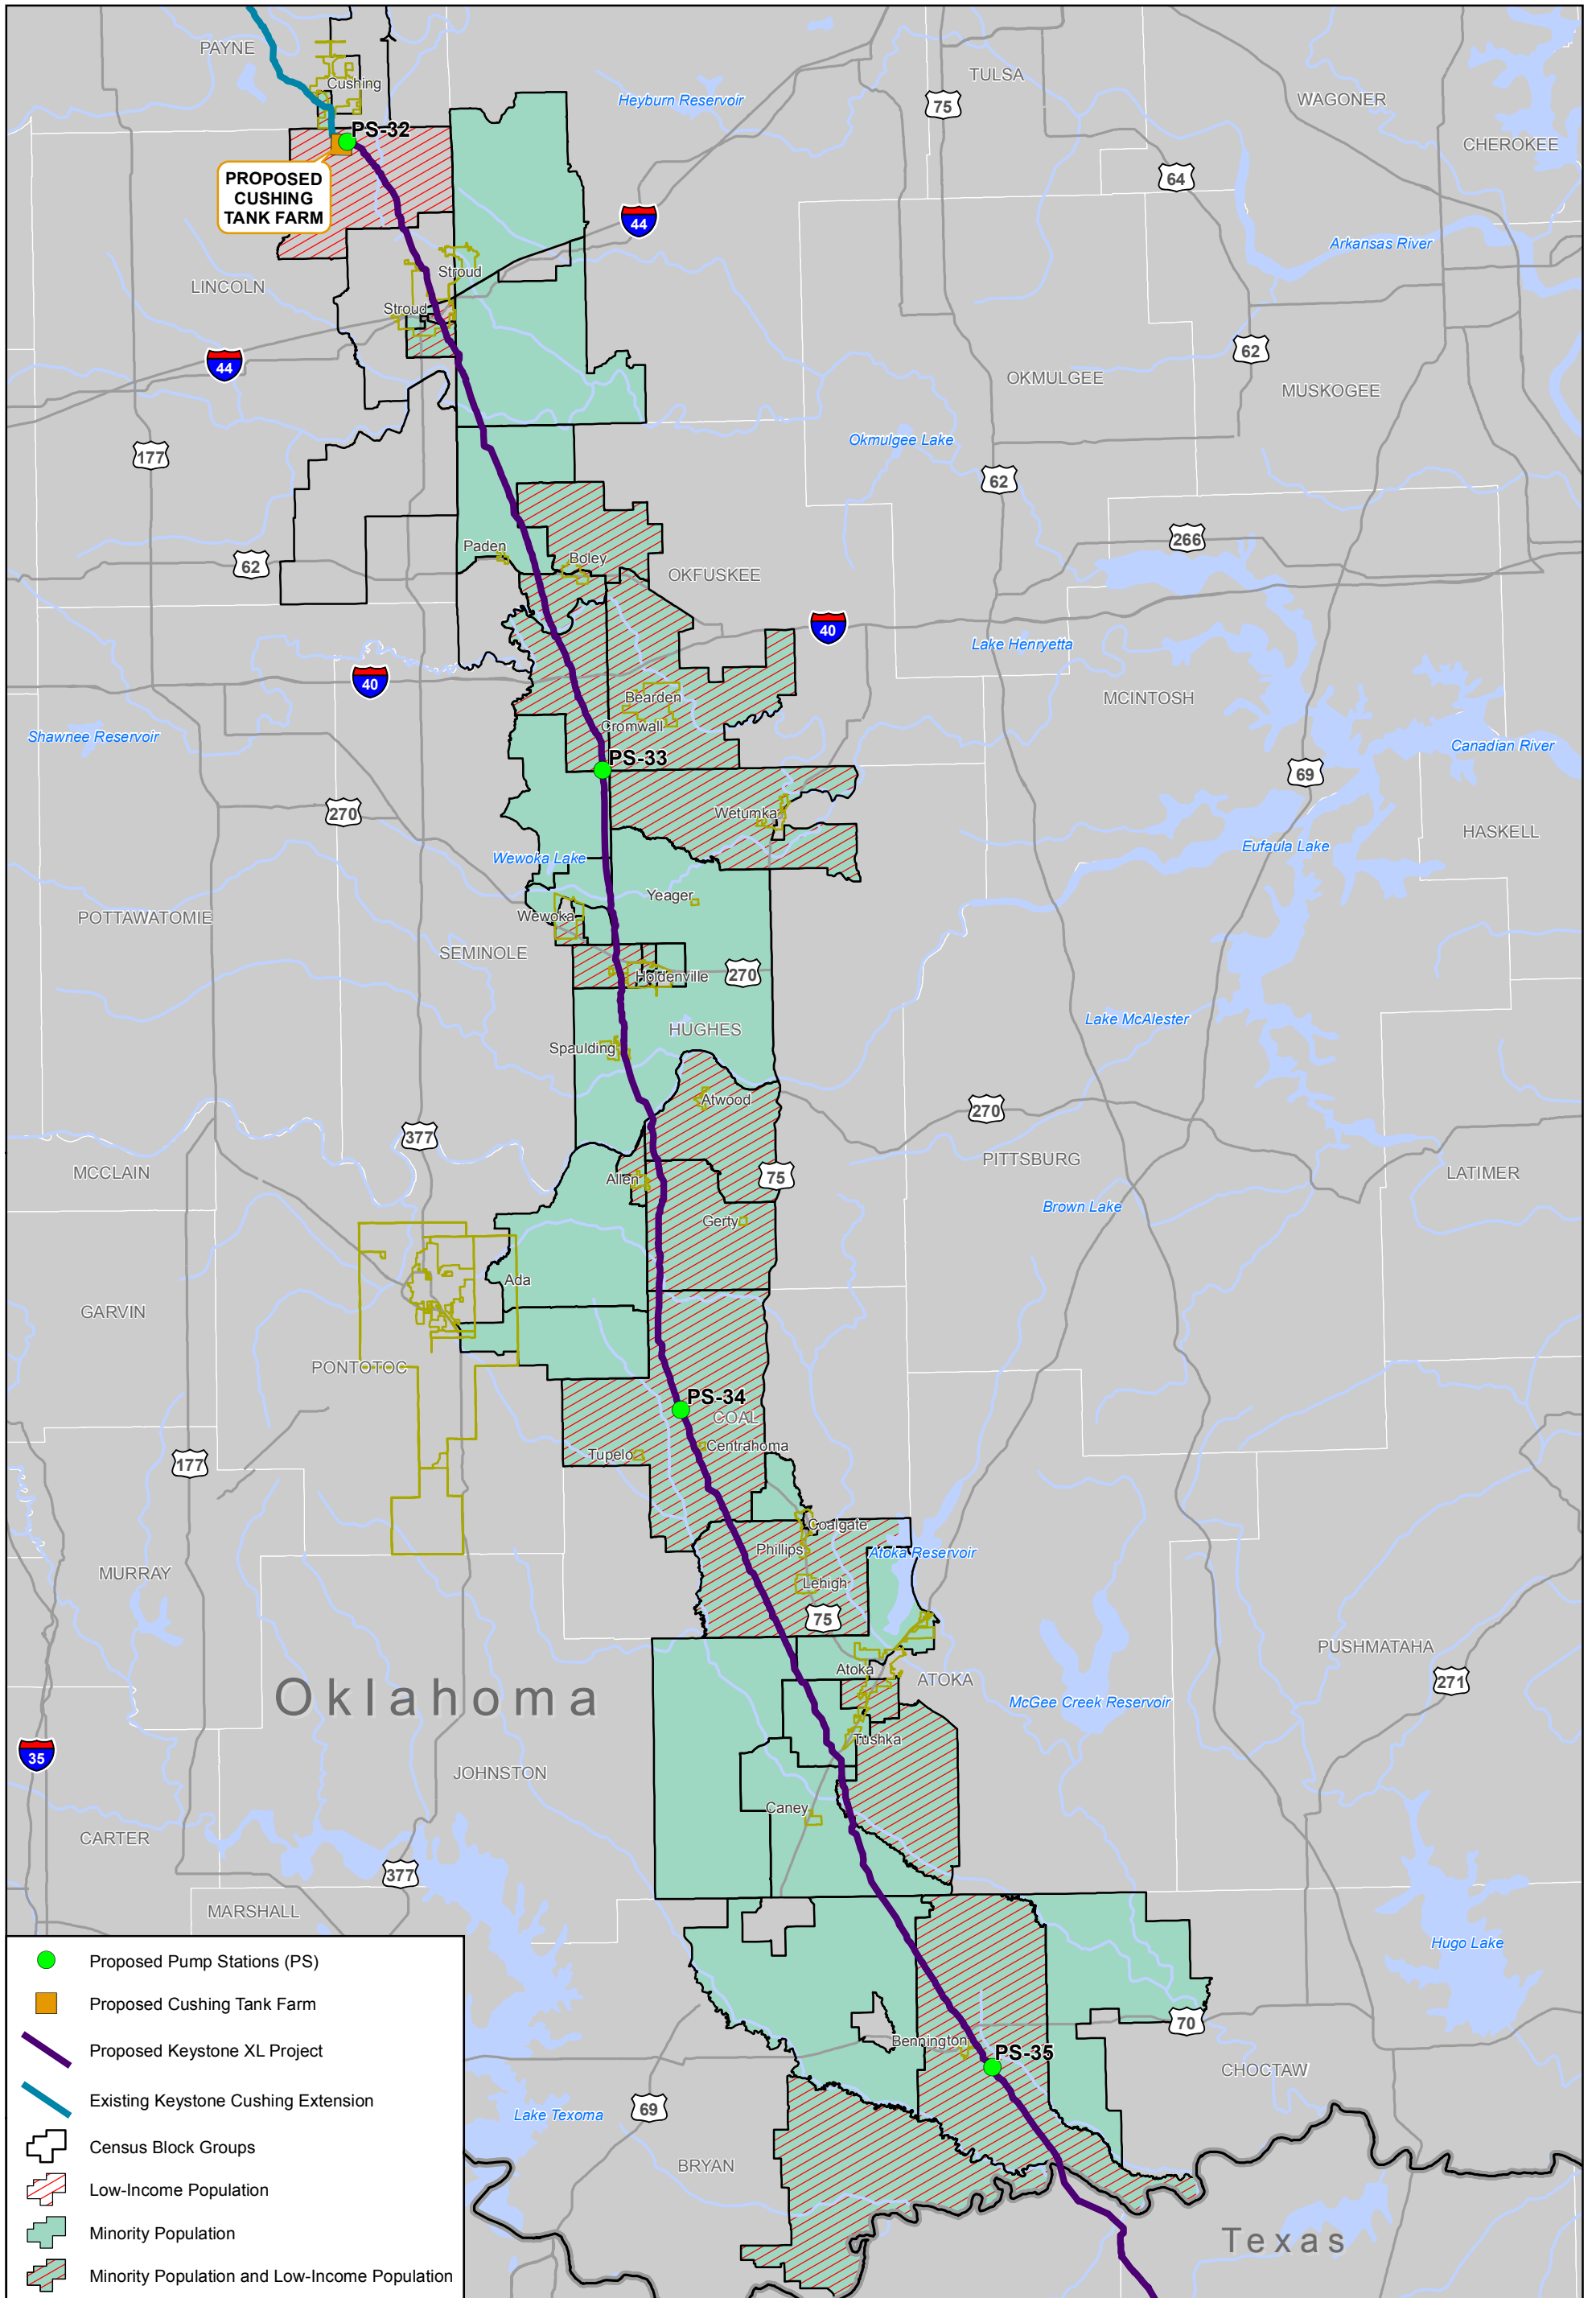 PAYNE
Cushing
TULSA
Heyburn Reservoir
75
WAGONER
PS-32
CHEROKEE
64
PROPOSED
CUSHING
TANK FARM
44
Arkansas River
Stroud
LINCOLN
Stroud
44
62
OKMULGEE
MUSKOGEE
Okmulgee Lake
177
62
266
Paden
Boley
62
OKFUSKEE
40
Lake Henryetta
40
Bearden
MCINTOSH
Cromwall
Shawnee Reservoir
Canadian River
PS-33
69
270
Wetumka
HASKELL
Eufaula Lake
Wewoka Lake
Yeager
Wewoka
POTTAWATOMIE
SEMINOLE
Holdenville
270
Lake McAlester
HUGHES
Spaulding
Atwood
270
377
MCCLAIN
PITTSBURG
LATIMER
Allen
75
Brown Lake
Gerty
Ada
GARVIN
PONTOTOC
PS-34
COAL
Centrahoma
Tupelo
177
Coalgate
Phillips
Atoka Reservoir
MURRAY
Lehigh
75
PUSHMATAHA
Atoka
ATOKA
271
Oklahoma
McGee Creek Reservoir
Tushka
35
JOHNSTON
Caney
CARTER
377
MARSHALL
Hugo Lake
70
Bennington
PS-35
CHOCTAW
69
Lake Texoma
BRYAN
Texas
Proposed Pump Stations (PS)
Proposed Cushing Tank Farm
Proposed Keystone XL Project
Existing Keystone Cushing Extension
Census Block Groups
Low-Income Population
Minority Population
Minority Population and Low-Income Population